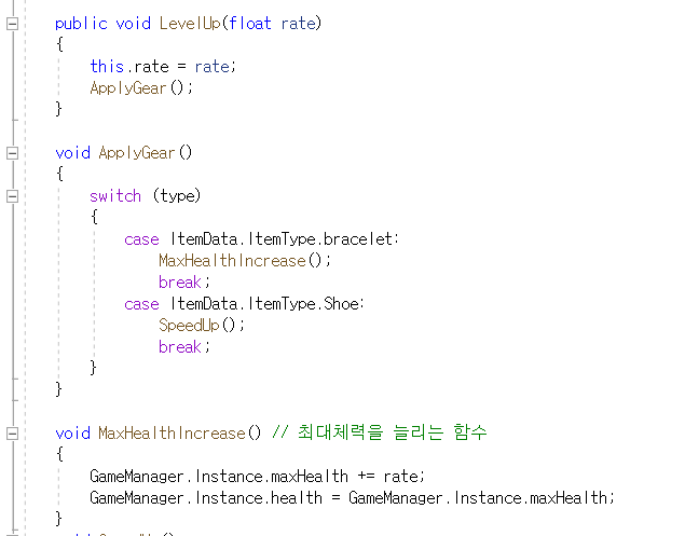 public void LevelUp(float rate)
{
this.rate = rate;
ApplyGear();
}
void ApplyGear()
{
switch (type)
{
case ItemData.ItemType.bracelet:
MaxHealthIncrease();
break;
case ItemData.ItemType.Shoe:
SpeedUp();
break;
}
}
void MaxHealthIncrease() // 최대체력을 늘리는 함수
{
GameManager.Instance.maxHealth += rate;
GameManager.Instance.health = GameManager.Instance.maxHealth;
}